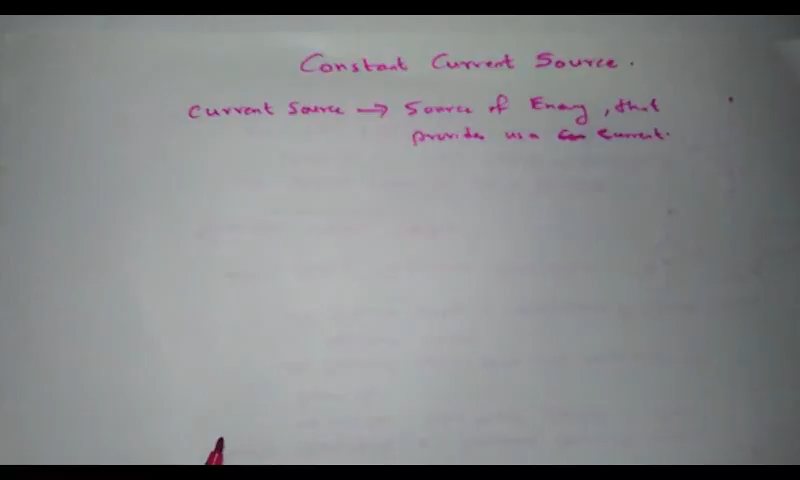 Constant Current Source.
Current Source → Source of Energy, that
provides us a Current.